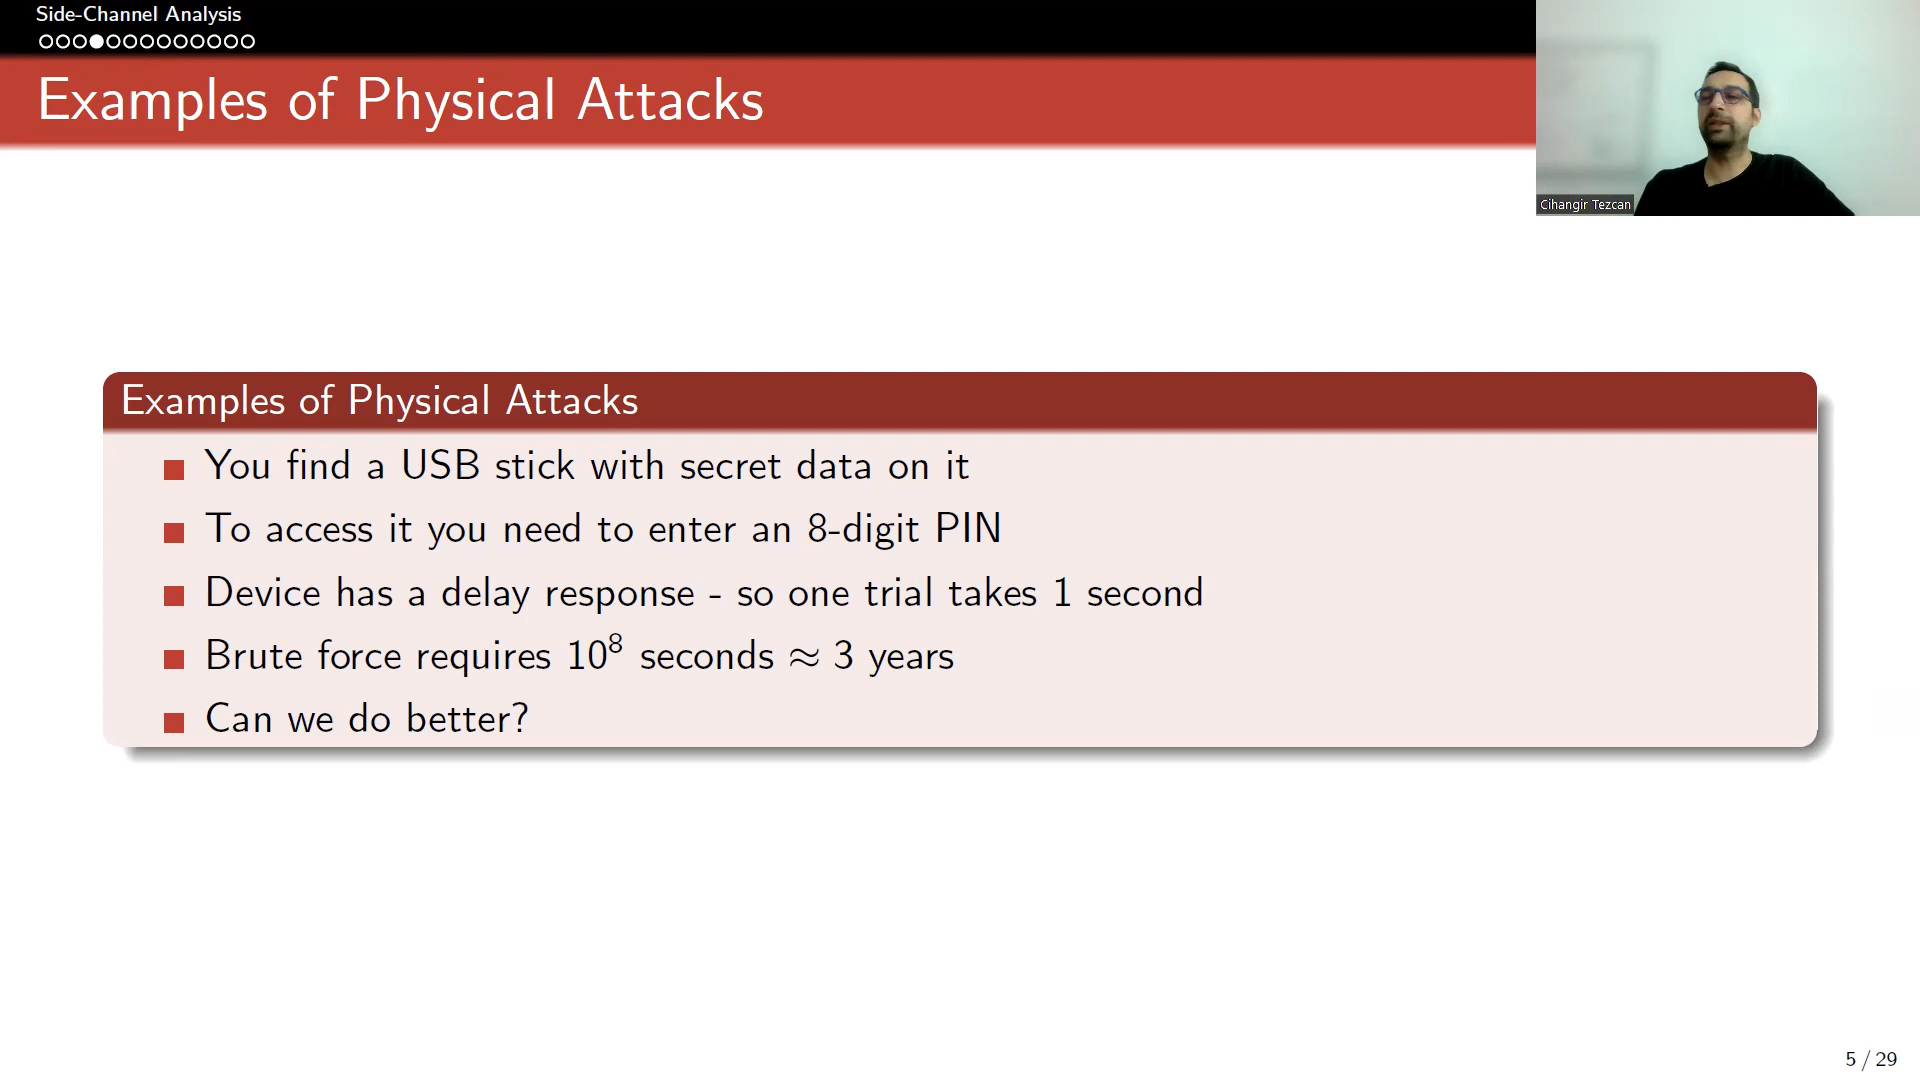 Side-Channel Analysis
Examples of Physical Attacks
Cihangir Tezcan
Examples of Physical Attacks
You find a USB stick with secret data on it
To access it you need to enter an 8-digit PIN
Device has a delay response - so one trial takes 1 second
Brute force requires 10⁸ seconds ≈ 3 years
Can we do better?
5 / 29